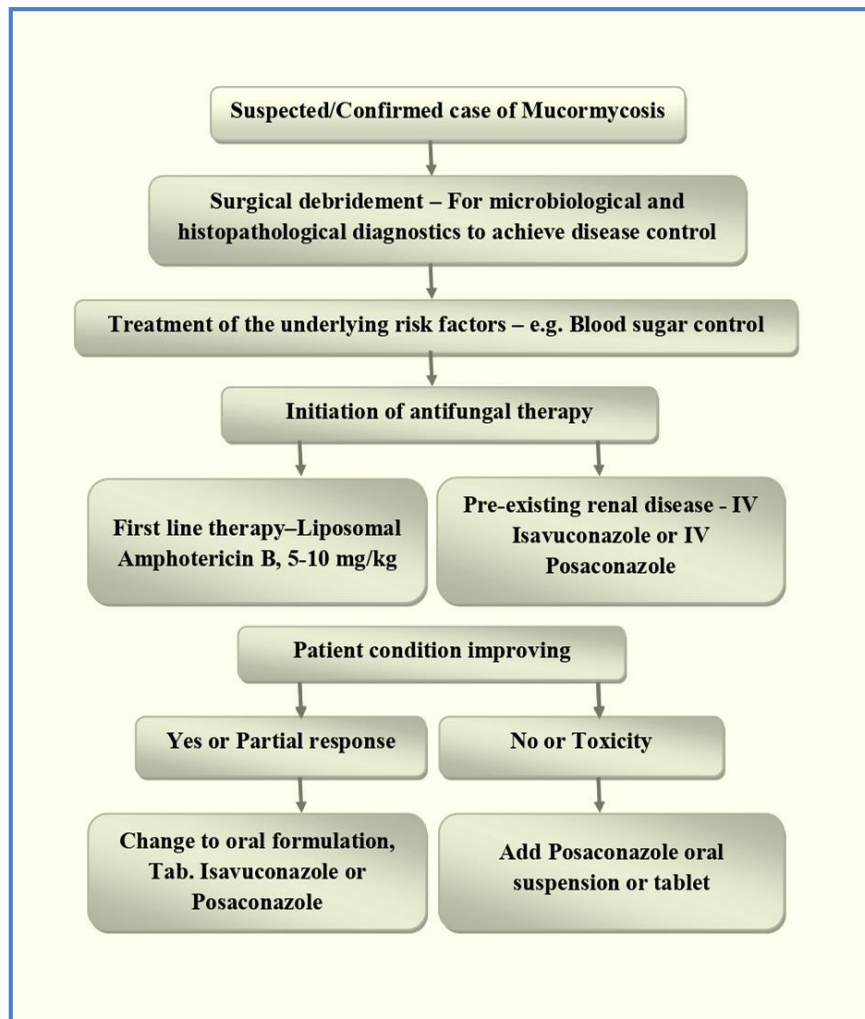 Suspected/Confirmed case of Mucormycosis
Surgical debridement – For microbiological and
histopathological diagnostics to achieve disease control
Treatment of the underlying risk factors – e.g. Blood sugar control
Initiation of antifungal therapy
First line therapy–Liposomal
Amphotericin B, 5-10 mg/kg
Pre-existing renal disease - IV
Isavuconazole or IV
Posaconazole
Patient condition improving
Yes or Partial response
No or Toxicity
Change to oral formulation,
Tab. Isavuconazole or
Posaconazole
Add Posaconazole oral
suspension or tablet